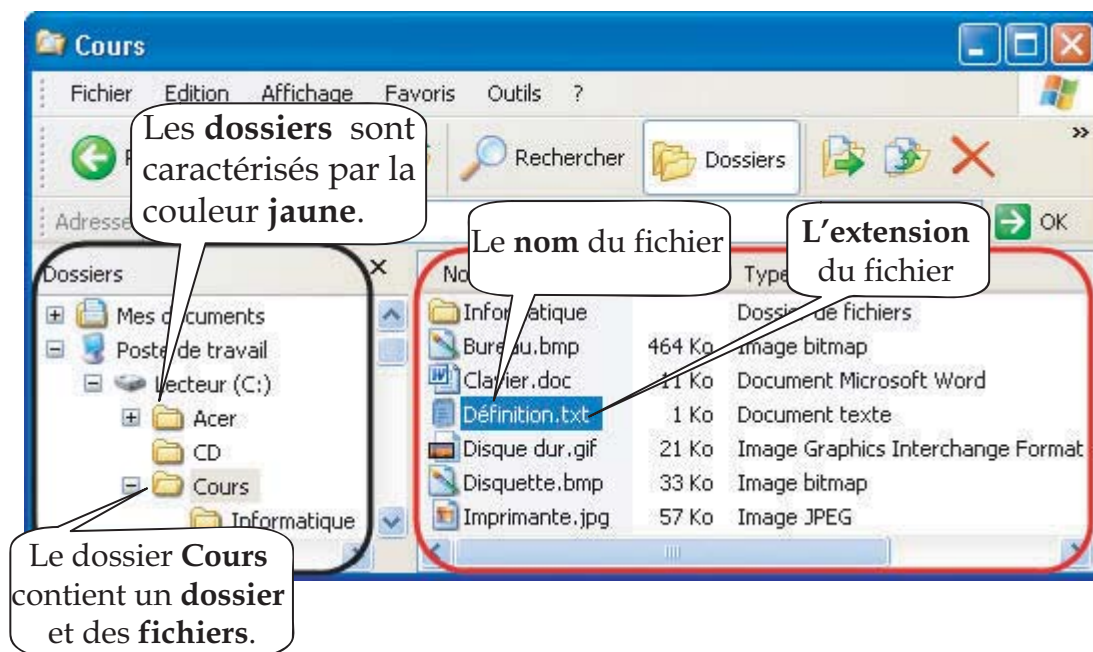 Cours
Fichier Edition Affichage Favoris Outils ?
Les dossiers sont
caractérisés par la
couleur jaune.
Rechercher Dossiers »
Adresse OK
Le nom du fichier
L'extension
du fichier
Dossiers
Mes documents
Poste de travail
Lecteur (C:)
Acer
CD
Cours
Informatique
No Type
Informatique Dossier de fichiers
Bureau.bmp 464 Ko Image bitmap
Clavier.doc 11 Ko Document Microsoft Word
Définition.txt 1 Ko Document texte
Disque dur.gif 21 Ko Image Graphics Interchange Format
Disquette.bmp 33 Ko Image bitmap
Imprimante.jpg 57 Ko Image JPEG
Le dossier Cours
contient un dossier
et des fichiers.